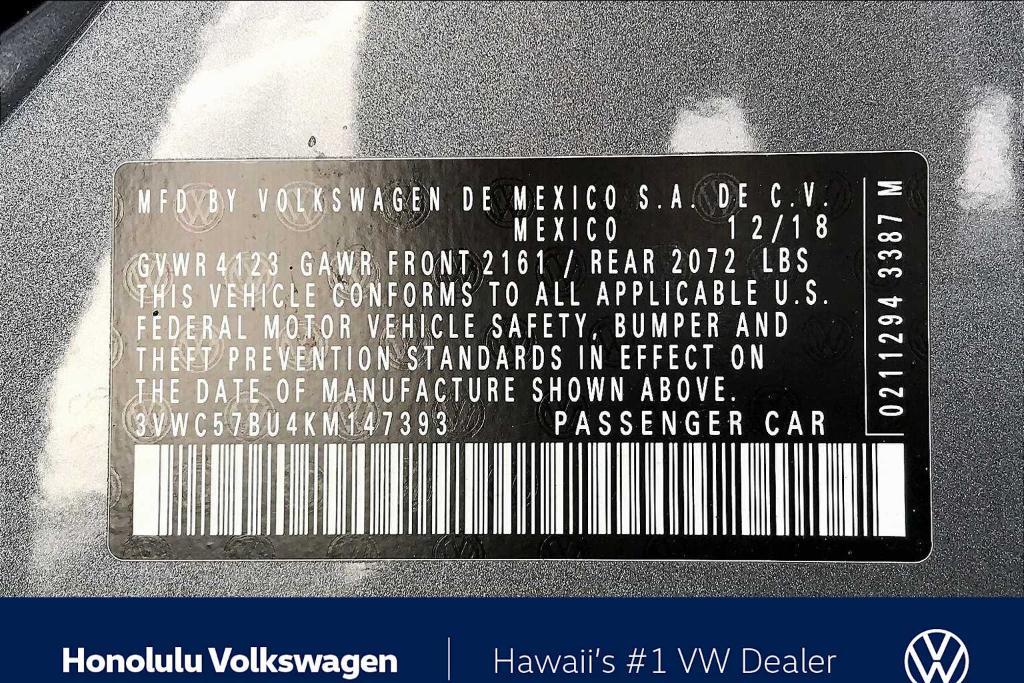 MFD BY VOLKSWAGEN DE MEXICO S.A. DE C.V.
MEXICO 12/18
GVWR 4123 GAWR FRONT 2161 / REAR 2072 LBS
THIS VEHICLE CONFORMS TO ALL APPLICABLE U.S.
FEDERAL MOTOR VEHICLE SAFETY, BUMPER AND
THEFT PREVENTION STANDARDS IN EFFECT ON
THE DATE OF MANUFACTURE SHOWN ABOVE.
3VWC57BU4KM147393 PASSENGER CAR
0211294 3387 M
Honolulu Volkswagen | Hawaii's #1 VW Dealer